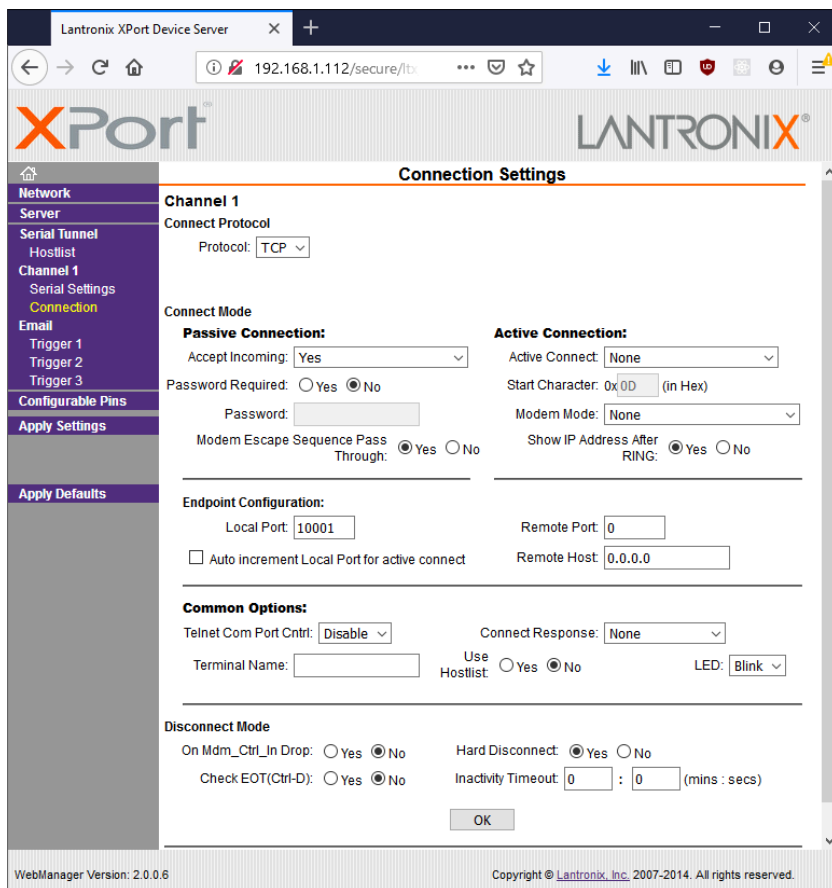 Lantronix XPort Device Server
192.168.1.112/secure/ltx
XPort®
LANTRONIX®
Network
Server
Serial Tunnel
Hostlist
Channel 1
Serial Settings
Connection
Email
Trigger 1
Trigger 2
Trigger 3
Configurable Pins
Apply Settings
Apply Defaults
Connection Settings
Channel 1
Connect Protocol
Protocol: TCP
Connect Mode
Passive Connection: Active Connection:
Accept Incoming: Yes Active Connect: None
Password Required: Yes No Start Character: 0x 0D (in Hex)
Password: Modem Mode: None
Modem Escape Sequence Pass Through: Yes No Show IP Address After RING: Yes No
Endpoint Configuration:
Local Port: 10001 Remote Port: 0
Auto increment Local Port for active connect Remote Host: 0.0.0.0
Common Options:
Telnet Com Port Cntrl: Disable Connect Response: None
Terminal Name: Use Hostlist: Yes No LED: Blink
Disconnect Mode
On Mdm_Ctrl_In Drop: Yes No Hard Disconnect: Yes No
Check EOT(Ctrl-D): Yes No Inactivity Timeout: 0 : 0 (mins : secs)
OK
WebManager Version: 2.0.0.6 Copyright © Lantronix, Inc. 2007-2014. All rights reserved.